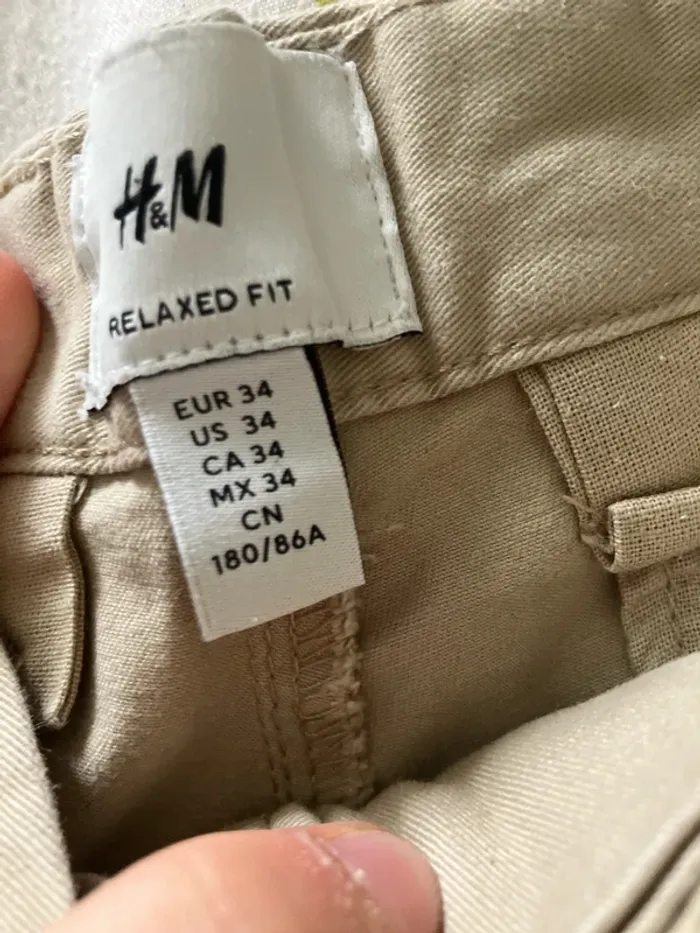 H&M
RELAXED FIT
EUR 34
US 34
CA 34
MX 34
CN
180/86A